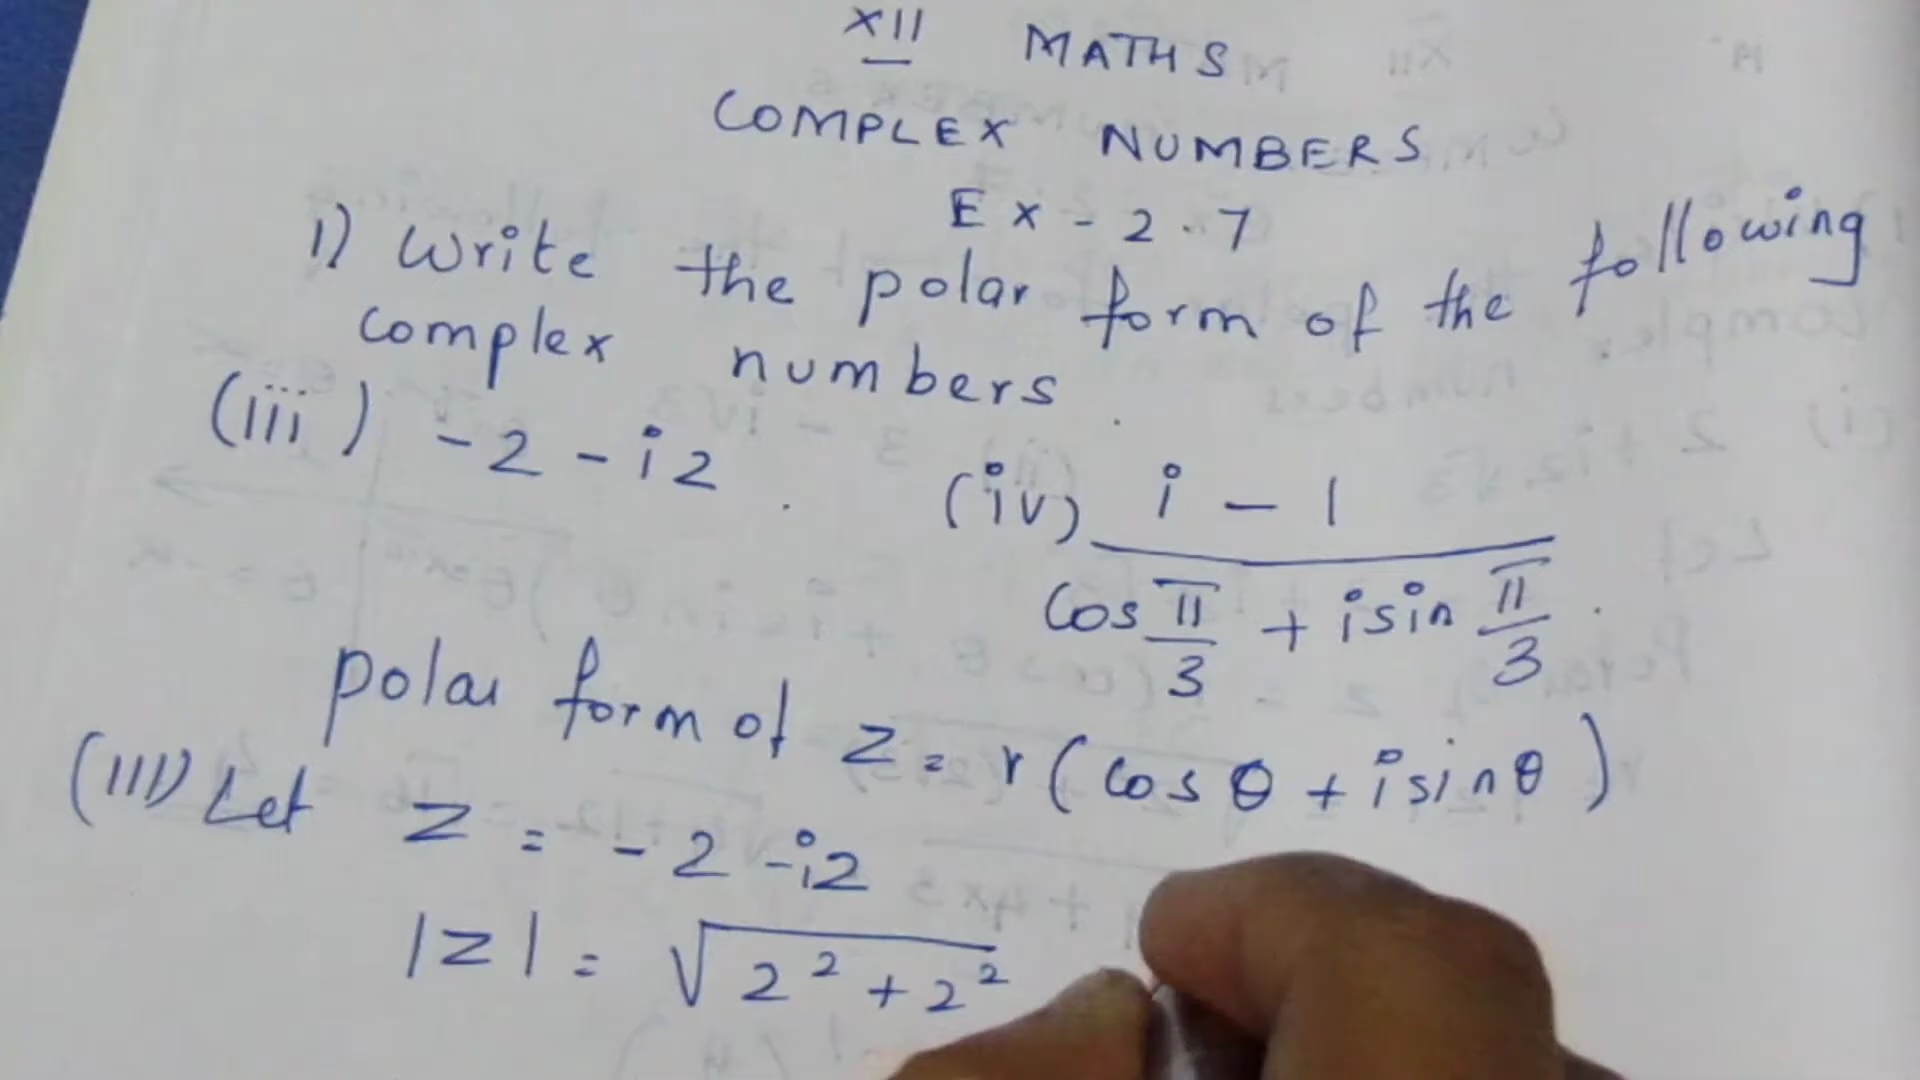 XII MATHS
COMPLEX NUMBERS
Ex - 2.7
1) Write the polar form of the following
complex numbers.
(iii) -2 - i2. (iv) i - 1
cos π/3 + i sin π/3.
polar form of z = r (cos θ + i sin θ)
(III) Let z = -2 -i2
|z| = √2² + 2²